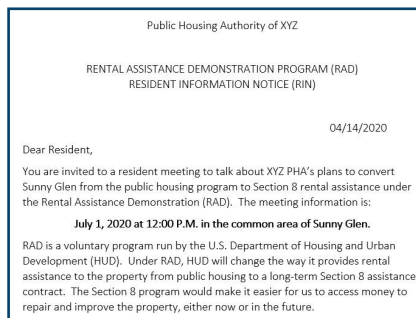 Public Housing Authority of XYZ
RENTAL ASSISTANCE DEMONSTRATION PROGRAM (RAD)
RESIDENT INFORMATION NOTICE (RIN)
04/14/2020
Dear Resident,
You are invited to a resident meeting to talk about XYZ PHA's plans to convert
Sunny Glen from the public housing program to Section 8 rental assistance under
the Rental Assistance Demonstration (RAD). The meeting information is:
July 1, 2020 at 12:00 P.M. in the common area of Sunny Glen.
RAD is a voluntary program run by the U.S. Department of Housing and Urban
Development (HUD). Under RAD, HUD will change the way it provides rental
assistance to the property from public housing to a long-term Section 8 assistance
contract. The Section 8 program would make it easier for us to access money to
repair and improve the property, either now or in the future.